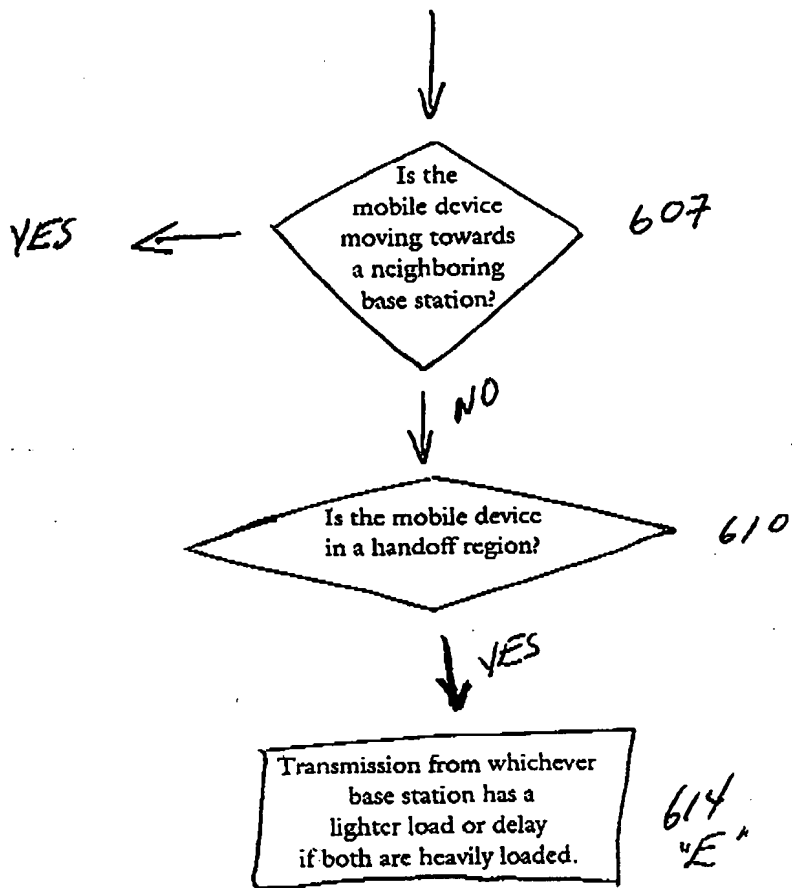 Is the
mobile device
moving towards
a neighboring
base station?
607
YES
NO
Is the mobile device
in a handoff region?
610
YES
Transmission from whichever
base station has a
lighter load or delay
if both are heavily loaded.
614
"E"